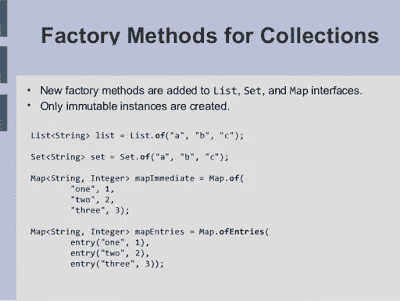 Factory Methods for Collections
• New factory methods are added to List, Set, and Map interfaces.
• Only immutable instances are created.
List<String> list = List.of("a", "b", "c");
Set<String> set = Set.of("a", "b", "c");
Map<String, Integer> mapImmediate = Map.of(
"one", 1,
"two", 2,
"three", 3);
Map<String, Integer> mapEntries = Map.ofEntries(
entry("one", 1),
entry("two", 2),
entry("three", 3));